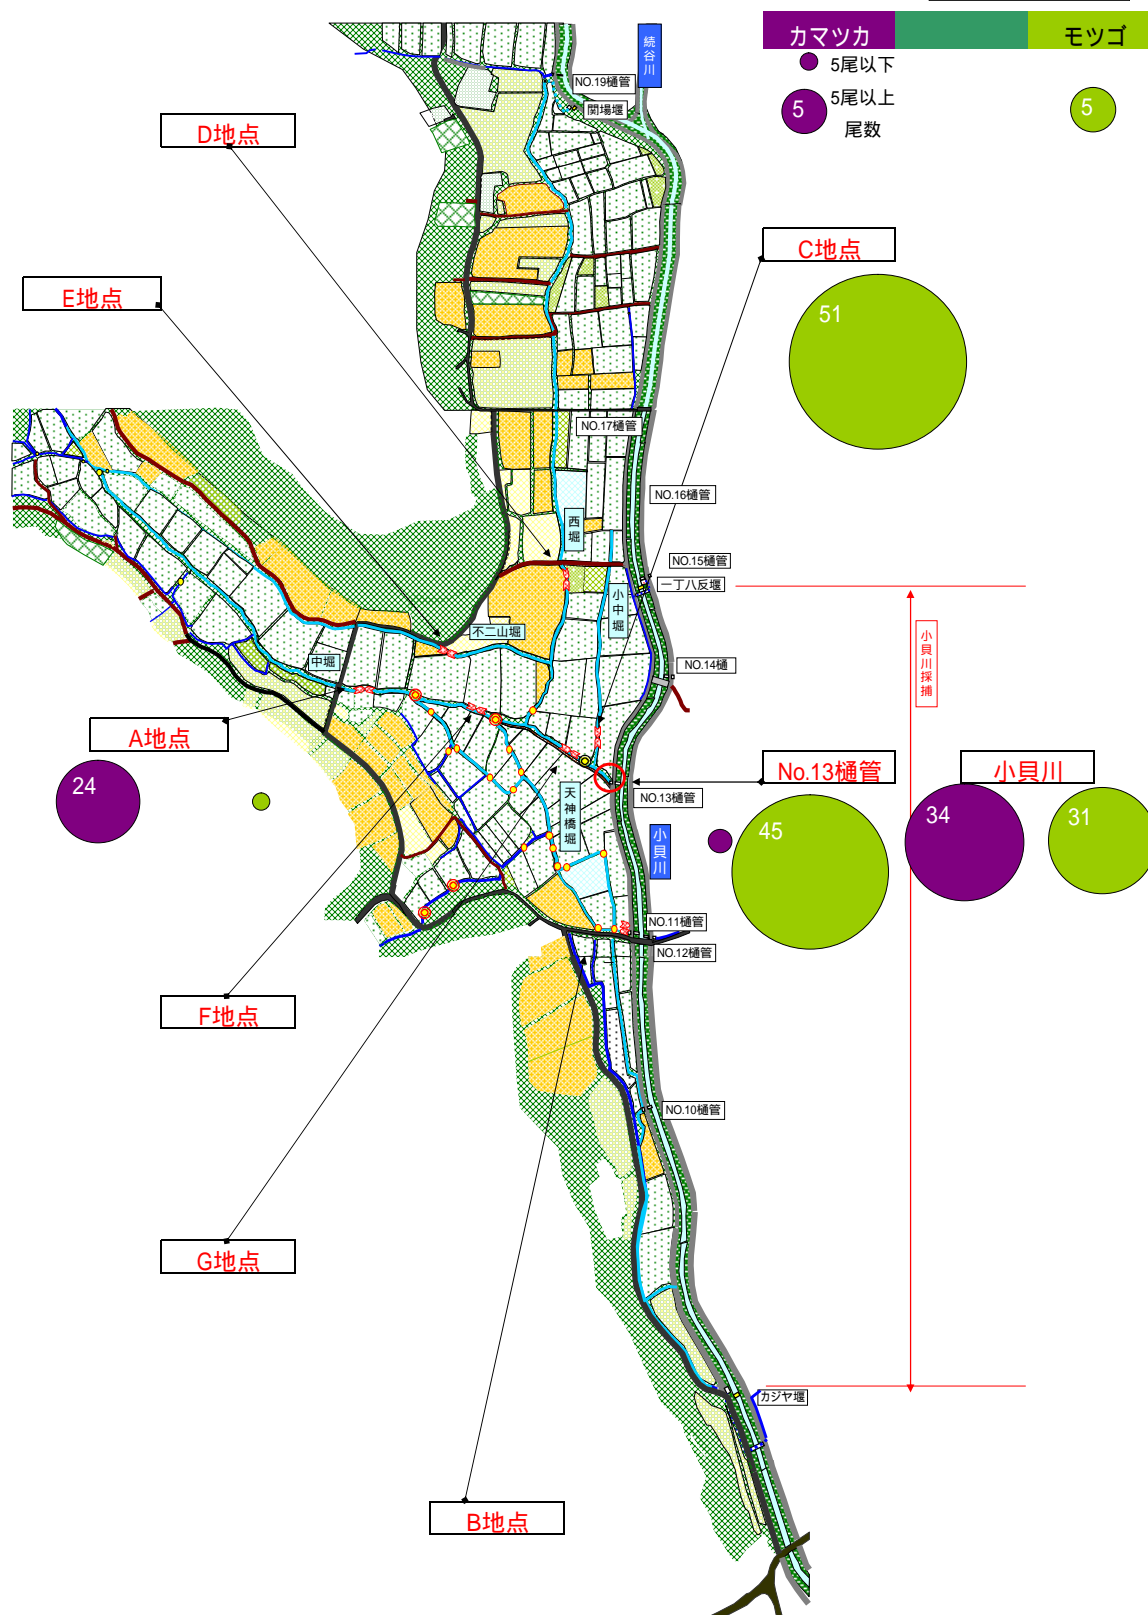 カマツカ
モツゴ
5尾以下
5
5尾以上
尾数
5
続谷川
NO.19樋管
関場堰
D地点
C地点
51
E地点
NO.17樋管
NO.16樋管
西堀
NO.15樋管
一丁八反堰
小中堀
不二山堀
中堀
NO.14樋
小貝川採捕
A地点
24
No.13樋管
小貝川
NO.13樋管
天神橋堀
小貝川
45
34
31
NO.11樋管
NO.12樋管
F地点
NO.10樋管
G地点
カジヤ堰
B地点